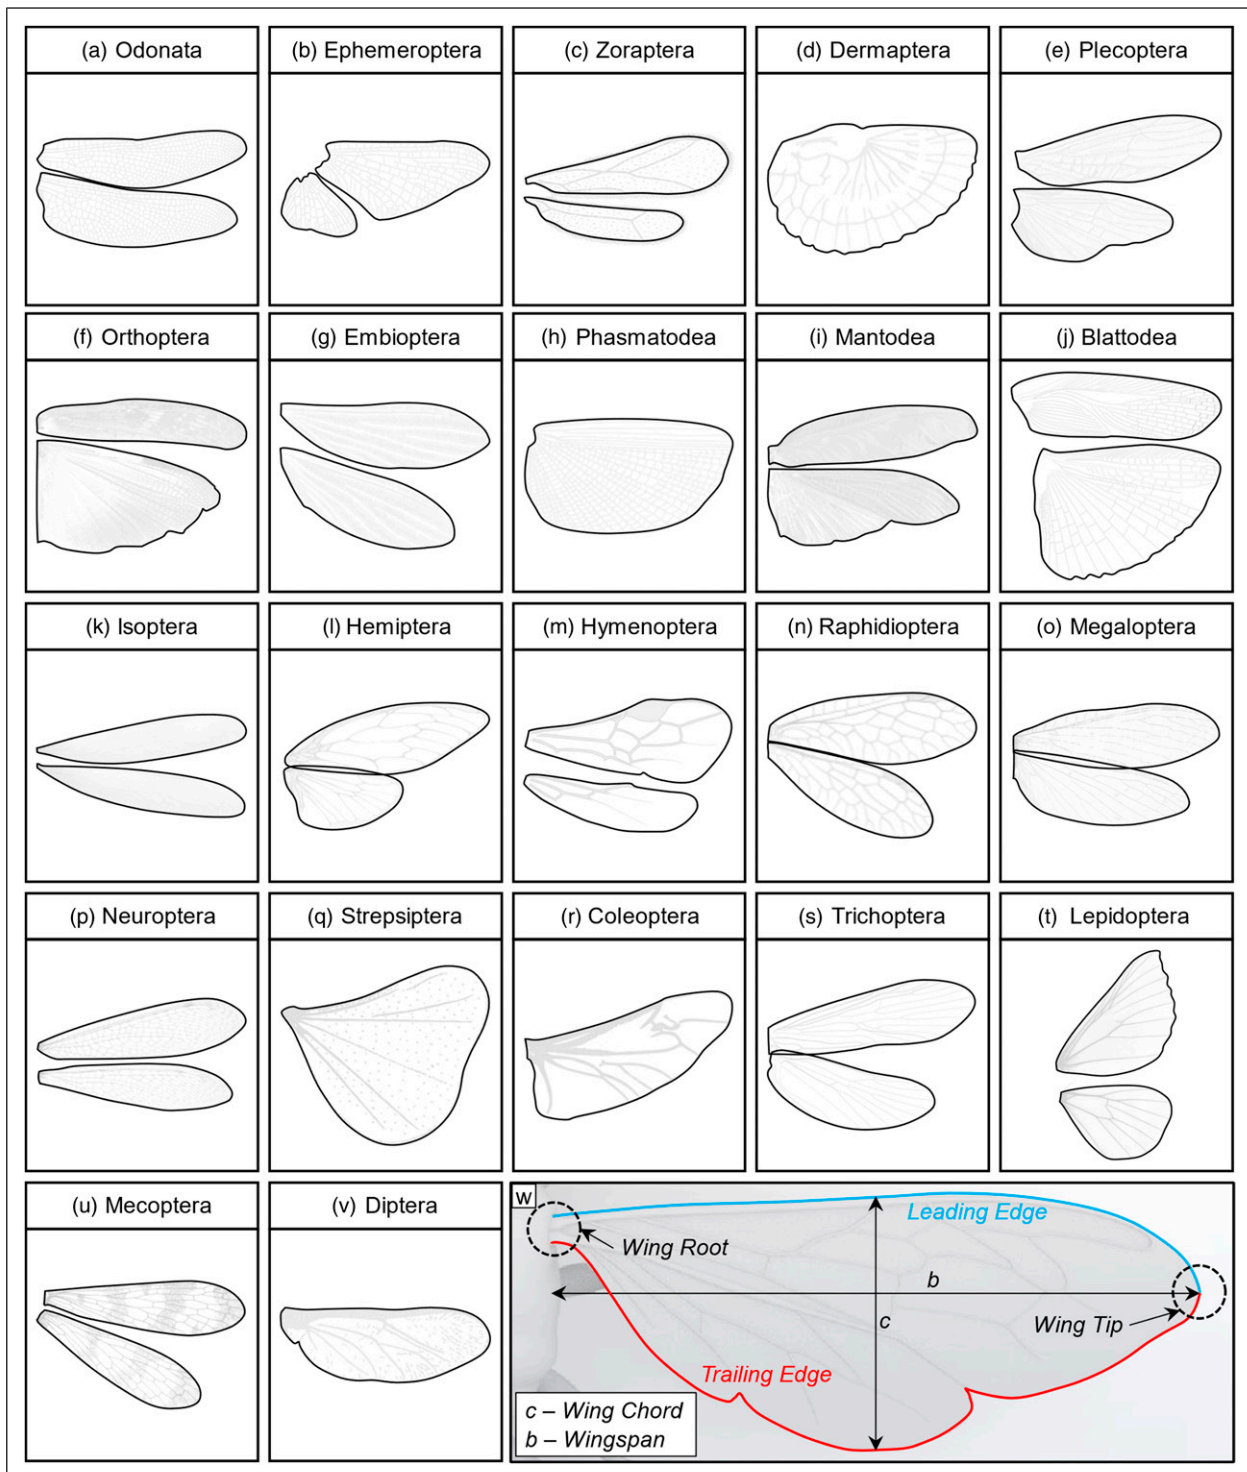 (a) Odonata
(b) Ephemeroptera
(c) Zoraptera
(d) Dermaptera
(e) Plecoptera
(f) Orthoptera
(g) Embioptera
(h) Phasmatodea
(i) Mantodea
(j) Blattodea
(k) Isoptera
(l) Hemiptera
(m) Hymenoptera
(n) Raphidioptera
(o) Megaloptera
(p) Neuroptera
(q) Strepsiptera
(r) Coleoptera
(s) Trichoptera
(t) Lepidoptera
(u) Mecoptera
(v) Diptera
w
Leading Edge
Wing Root
b
c
Wing Tip
Trailing Edge
c – Wing Chord
b – Wingspan